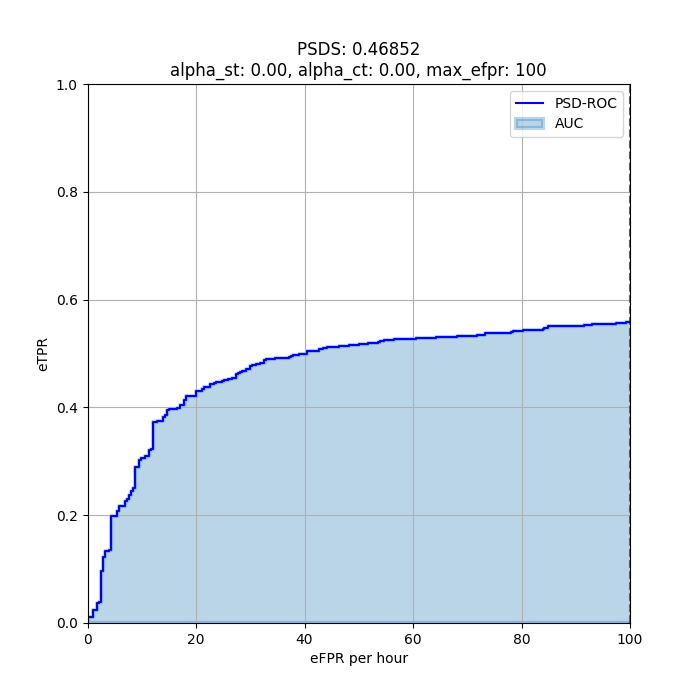 PSDS: 0.46852
alpha_st: 0.00, alpha_ct: 0.00, max_efpr: 100
PSD-ROC
AUC
1.0
0.8
0.6
0.4
0.2
0.0
eTPR
0 20 40 60 80 100
eFPR per hour